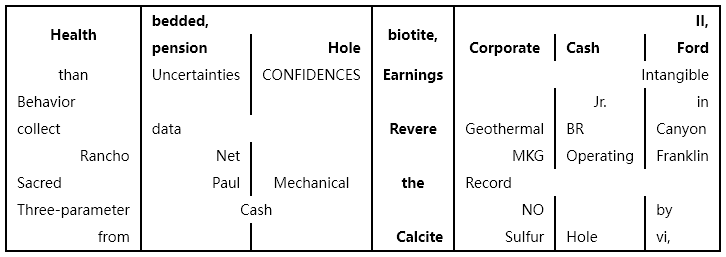 bedded, II,
Health biotite,
pension Hole Corporate Cash Ford
than Uncertainties CONFIDENCES Earnings Intangible
Behavior Jr. in
collect data Revere Geothermal BR Canyon
Rancho Net MKG Operating Franklin
Sacred Paul Mechanical the Record
Three-parameter Cash NO by
from Calcite Sulfur Hole vi,